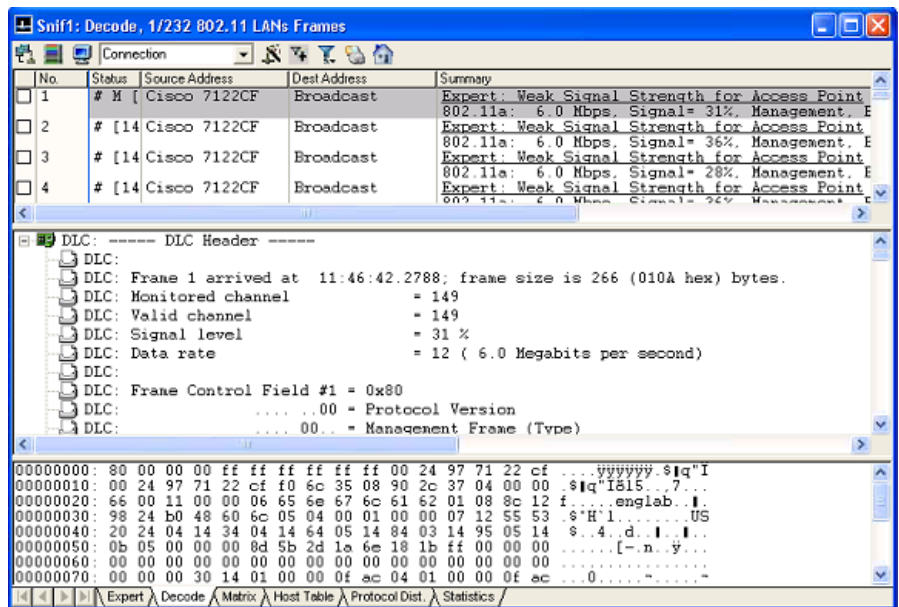 Snif1: Decode, 1/232 802.11 LANs Frames
Connection
No. Status Source Address Dest Address Summary
1 # M [ Cisco 7122CF Broadcast Expert: Weak Signal Strength for Access Point
802.11a: 6.0 Mbps, Signal= 31%, Management, B
2 # [14 Cisco 7122CF Broadcast Expert: Weak Signal Strength for Access Point
802.11a: 6.0 Mbps, Signal= 36%, Management, B
3 # [14 Cisco 7122CF Broadcast Expert: Weak Signal Strength for Access Point
802.11a: 6.0 Mbps, Signal= 28%, Management, B
4 # [14 Cisco 7122CF Broadcast Expert: Weak Signal Strength for Access Point
DLC: ----- DLC Header -----
DLC:
DLC: Frame 1 arrived at 11:46:42.2788; frame size is 266 (010A hex) bytes.
DLC: Monitored channel = 149
DLC: Valid channel = 149
DLC: Signal level = 31 %
DLC: Data rate = 12 ( 6.0 Megabits per second)
DLC:
DLC: Frame Control Field #1 = 0x80
DLC: .... ..00 = Protocol Version
DLC: .... 00.. = Management Frame (Type)
00000000: 80 00 00 00 ff ff ff ff ff ff 00 24 97 71 22 cf ....ÿÿÿÿÿÿ.$q"Ï
00000010: 00 24 97 71 22 cf f0 6c 35 08 90 2c 37 04 00 00 .$q"Ïðl5..,7...
00000020: 66 00 11 00 00 06 65 6e 67 6c 61 62 01 08 8c 12 f.....englab...
00000030: 98 24 b0 48 60 6c 05 04 00 01 00 00 07 12 55 53 .$°H`l........US
00000040: 20 24 04 14 34 04 14 64 05 14 84 03 14 95 05 14 $..4..d........
00000050: 0b 05 00 00 00 8d 5b 2d 1a 6e 18 1b ff 00 00 00 ......[-.n..ÿ...
00000060: 00 00 00 00 00 00 00 00 00 00 00 00 00 00 00 00 ................
00000070: 00 00 00 30 14 01 00 00 0f ac 04 01 00 00 0f ac ...0.....¬.....¬
Expert Decode Matrix Host Table Protocol Dist. Statistics